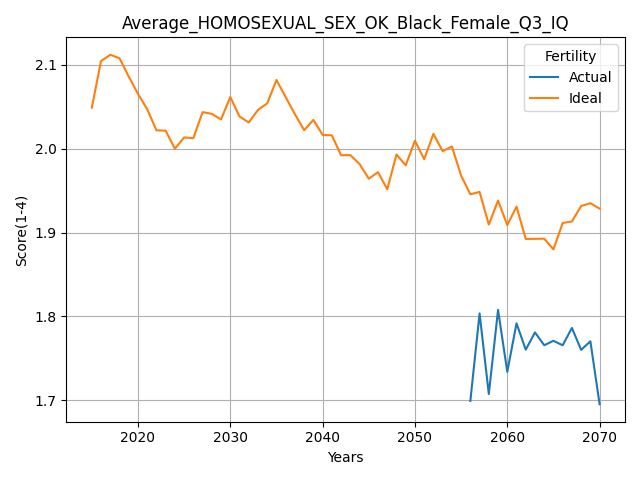 Average_HOMOSEXUAL_SEX_OK_Black_Female_Q3_IQ
Fertility
Actual
Ideal
Score(1-4)
2.1
2.0
1.9
1.8
1.7
2020 2030 2040 2050 2060 2070
Years